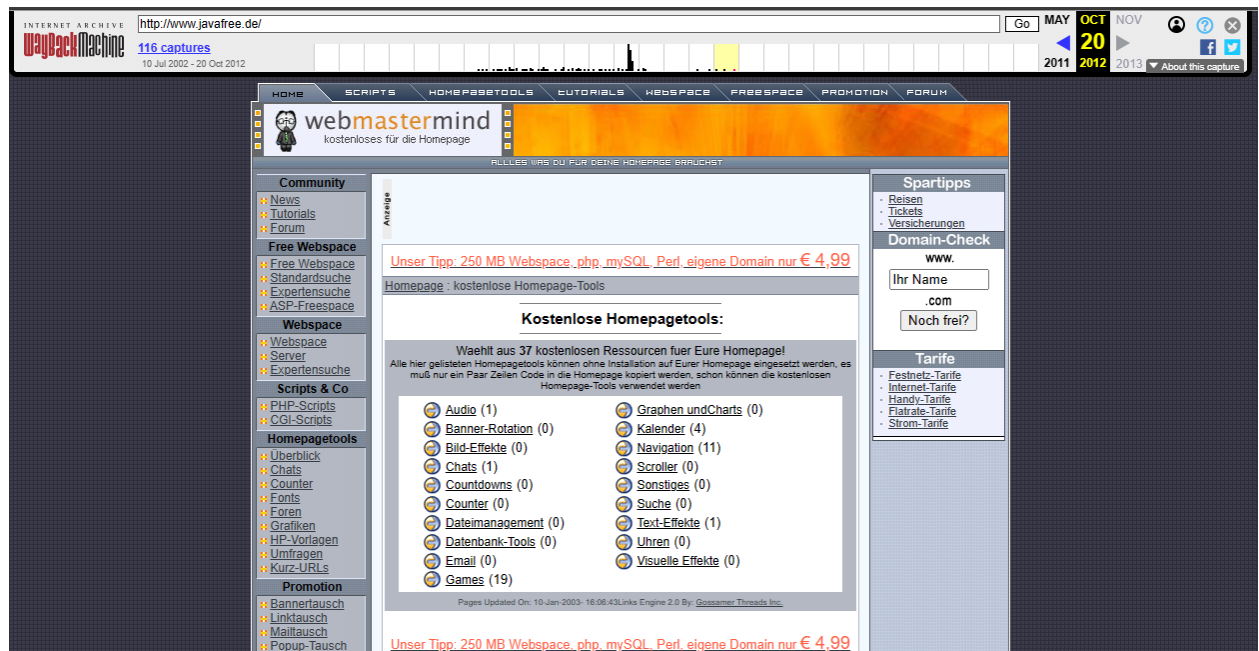 INTERNET ARCHIVE
WayBackMachine
http://www.javafree.de/
Go
MAY OCT NOV
116 captures
20
10 Jul 2002 - 20 Oct 2012
2011 2012 2013
About this capture
HOME SCRIPTS HOMEPAGETOOLS TUTORIALS WEBSPACE FREESPACE PROMOTION FORUM
webmastermind
kostenloses für die Homepage
ALLLES WAS DU FUR DEINE HOMEPAGE BRAUCHST
Community
News
Tutorials
Forum
Free Webspace
Free Webspace
Standardsuche
Expertensuche
ASP-Freespace
Webspace
Webspace
Server
Expertensuche
Scripts & Co
PHP-Scripts
CGI-Scripts
Homepagetools
Überblick
Chats
Counter
Fonts
Foren
Grafiken
HP-Vorlagen
Umfragen
Kurz-URLs
Promotion
Bannertausch
Linktausch
Mailtausch
Popup-Tausch
Anzeige
Unser Tipp: 250 MB Webspace, php, mySQL, Perl, eigene Domain nur € 4,99
Homepage : kostenlose Homepage-Tools
Kostenlose Homepagetools:
Waehlt aus 37 kostenlosen Ressourcen fuer Eure Homepage!
Alle hier gelisteten Homepagetools können ohne Installation auf Eurer Homepage eingesetzt werden, es
muß nur ein Paar Zeilen Code in die Homepage kopiert werden, schon können die kostenlosen
Homepage-Tools verwendet werden
Audio (1)
Banner-Rotation (0)
Bild-Effekte (0)
Chats (1)
Countdowns (0)
Counter (0)
Dateimanagement (0)
Datenbank-Tools (0)
Email (0)
Games (19)
Graphen undCharts (0)
Kalender (4)
Navigation (11)
Scroller (0)
Sonstiges (0)
Suche (0)
Text-Effekte (1)
Uhren (0)
Visuelle Effekte (0)
Pages Updated On: 10-Jan-2003- 16:06:43Links Engine 2.0 By: Gossamer Threads Inc.
Unser Tipp: 250 MB Webspace, php, mySQL, Perl, eigene Domain nur € 4,99
Spartipps
Reisen
Tickets
Versicherungen
Domain-Check
www.
Ihr Name
.com
Noch frei?
Tarife
Festnetz-Tarife
Internet-Tarife
Handy-Tarife
Flatrate-Tarife
Strom-Tarife